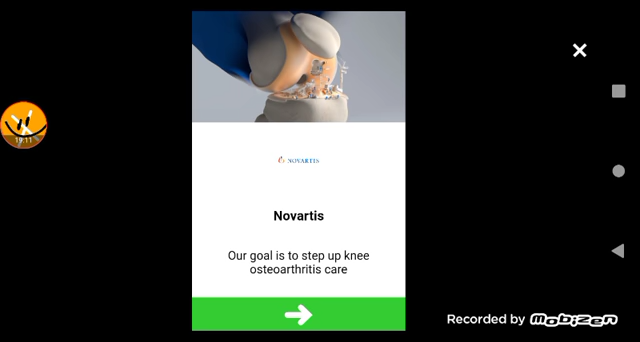 19:11
NOVARTIS
Novartis
Our goal is to step up knee
osteoarthritis care
Recorded by Mobizen